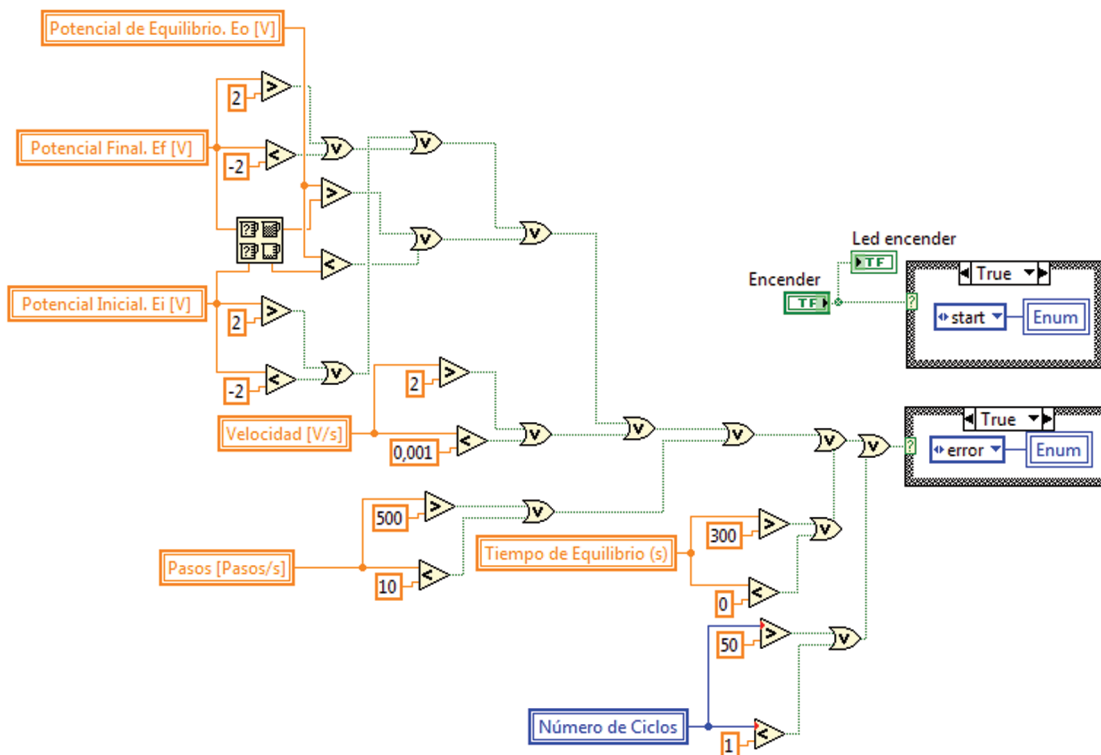 Potencial de Equilibrio. Eo [V]
>
2
Potencial Final. Ef [V]
<
-2
v
v
>
v
v
<
?
?
Potencial Inicial. Ei [V]
>
2
<
-2
v
Led encender
TF
Encender
TF
True
?
start
Enum
>
2
Velocidad [V/s]
<
0,001
v
v
v
v
v
True
?
error
Enum
>
500
v
Pasos [Pasos/s]
<
10
Tiempo de Equilibrio (s)
>
300
v
<
0
>
50
v
Número de Ciclos
<
1